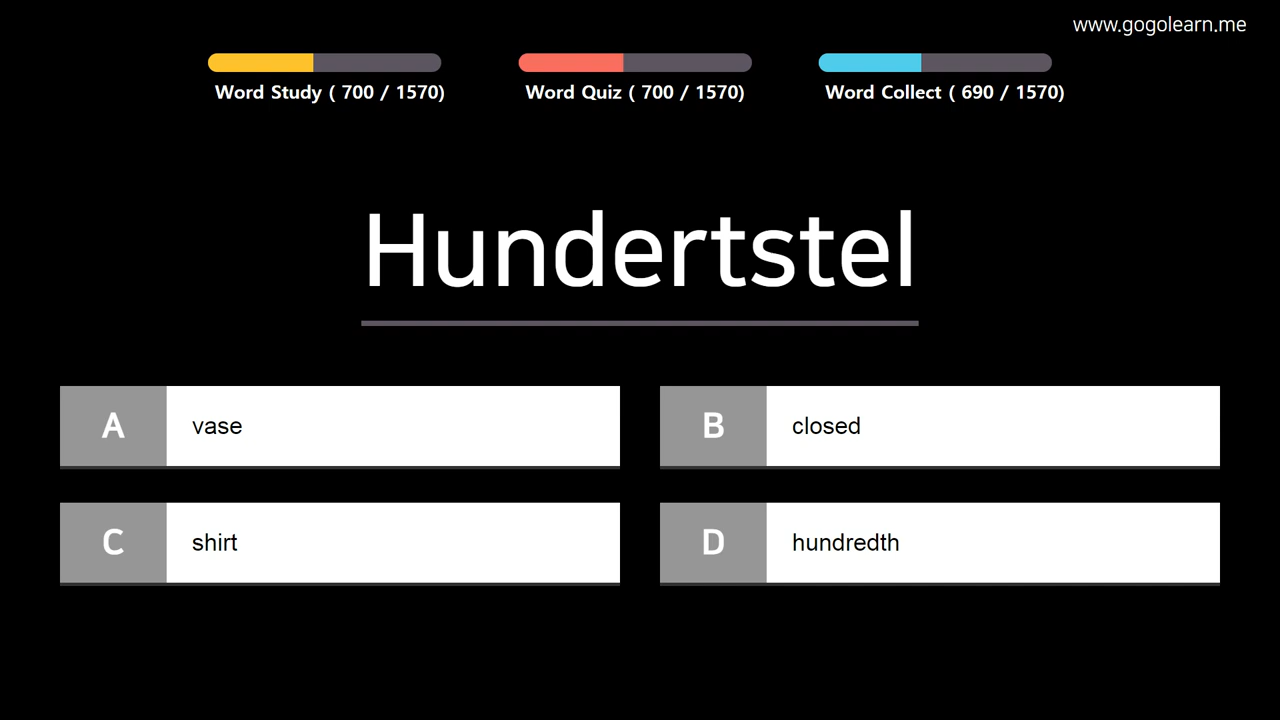 www.gogolearn.me
Word Study ( 700 / 1570)
Word Quiz ( 700 / 1570)
Word Collect ( 690 / 1570)
Hundertstel
A
vase
B
closed
C
shirt
D
hundredth